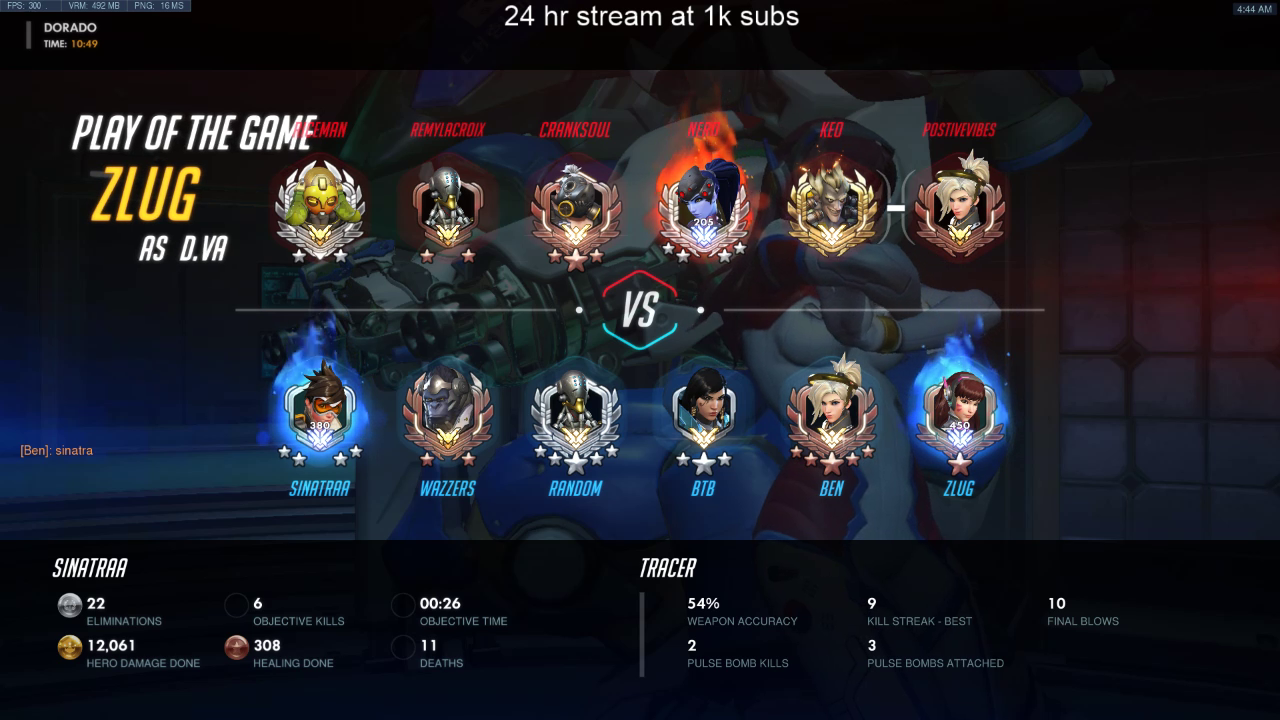 FPS: 300 . VRM: 492 MB PNG: 16 MS
24 hr stream at 1k subs
4:44 AM
DORADO
TIME: 10:49
PLAY OF THE GAME
ZLUG
AS D.VA
REMYLACROIX CRANKSOUL NERO KEO POSTIVEVIBES
205
VS
380 450
[Ben]: sinatra
SINATRAA WAZZERS RANDOM BTB BEN ZLUG
SINATRAA
22 6 00:26
ELIMINATIONS OBJECTIVE KILLS OBJECTIVE TIME
12,061 308 11
HERO DAMAGE DONE HEALING DONE DEATHS
TRACER
54% 9 10
WEAPON ACCURACY KILL STREAK - BEST FINAL BLOWS
2 3
PULSE BOMB KILLS PULSE BOMBS ATTACHED